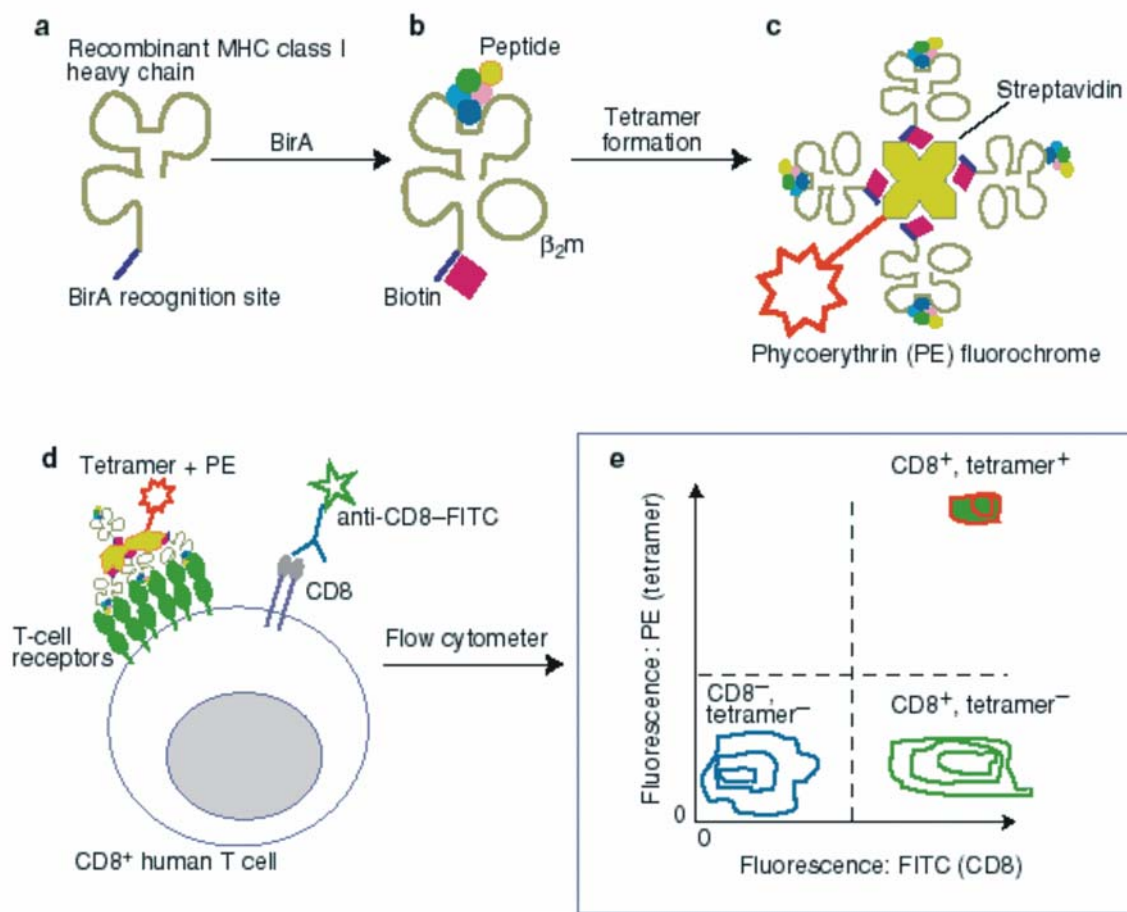 a
Recombinant MHC class I
heavy chain
BirA
BirA recognition site
b
Peptide
β₂m
Biotin
Tetramer
formation
c
Streptavidin
Phycoerythrin (PE) fluorochrome
d
Tetramer + PE
anti-CD8–FITC
CD8
T-cell
receptors
CD8⁺ human T cell
Flow cytometer
e
CD8⁺, tetramer⁺
CD8⁻,
tetramer⁻
CD8⁺, tetramer⁻
Fluorescence: PE (tetramer)
0
0
Fluorescence: FITC (CD8)